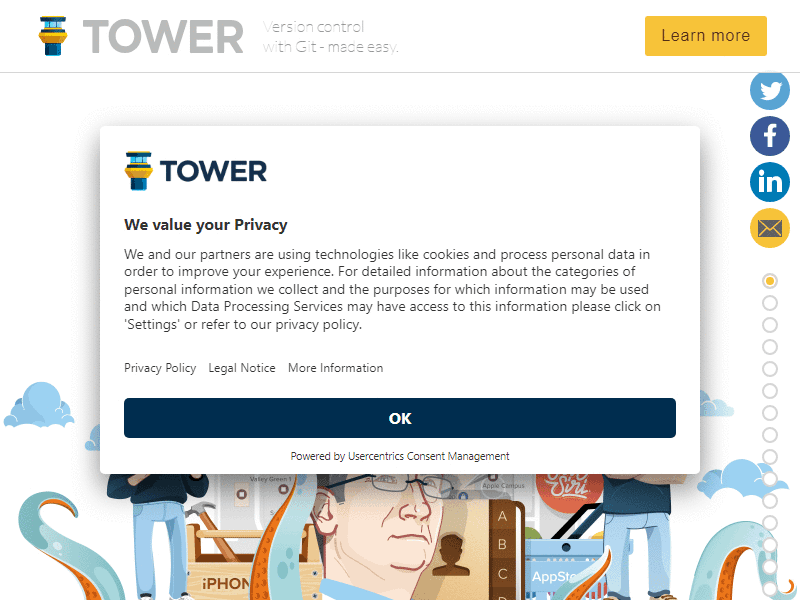 TOWER
Version control
with Git - made easy.
Learn more
TOWER
We value your Privacy
We and our partners are using technologies like cookies and process personal data in
order to improve your experience. For detailed information about the categories of
personal information we collect and the purposes for which information may be used
and which Data Processing Services may have access to this information please click on
'Settings' or refer to our privacy policy.
Privacy Policy Legal Notice More Information
OK
Powered by Usercentrics Consent Management
Valley Green 1
Apple Campus
Siri
A
B
C
iPHON
AppSto